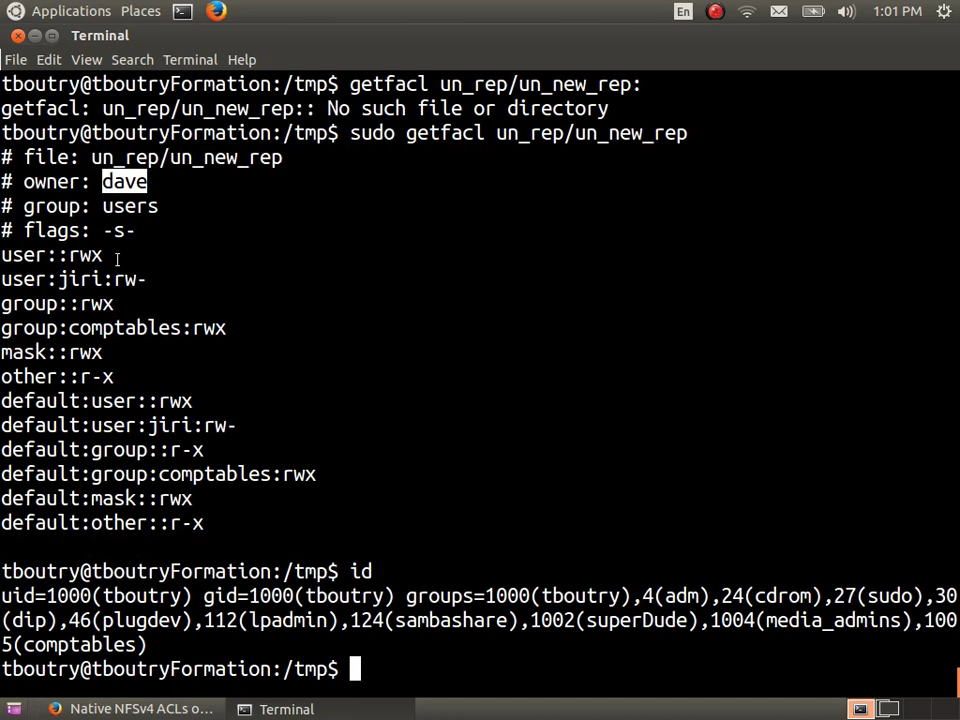 Applications Places En 1:01 PM
Terminal
File Edit View Search Terminal Help
tboutry@tboutryFormation:/tmp$ getfacl un_rep/un_new_rep:
getfacl: un_rep/un_new_rep:: No such file or directory
tboutry@tboutryFormation:/tmp$ sudo getfacl un_rep/un_new_rep
# file: un_rep/un_new_rep
# owner: dave
# group: users
# flags: -s-
user::rwx
user:jiri:rw-
group::rwx
group:comptables:rwx
mask::rwx
other::r-x
default:user::rwx
default:user:jiri:rw-
default:group::r-x
default:group:comptables:rwx
default:mask::rwx
default:other::r-x
tboutry@tboutryFormation:/tmp$ id
uid=1000(tboutry) gid=1000(tboutry) groups=1000(tboutry),4(adm),24(cdrom),27(sudo),30
(dip),46(plugdev),112(lpadmin),124(sambashare),1002(superDude),1004(media_admins),100
5(comptables)
tboutry@tboutryFormation:/tmp$
Native NFSv4 ACLs o... Terminal